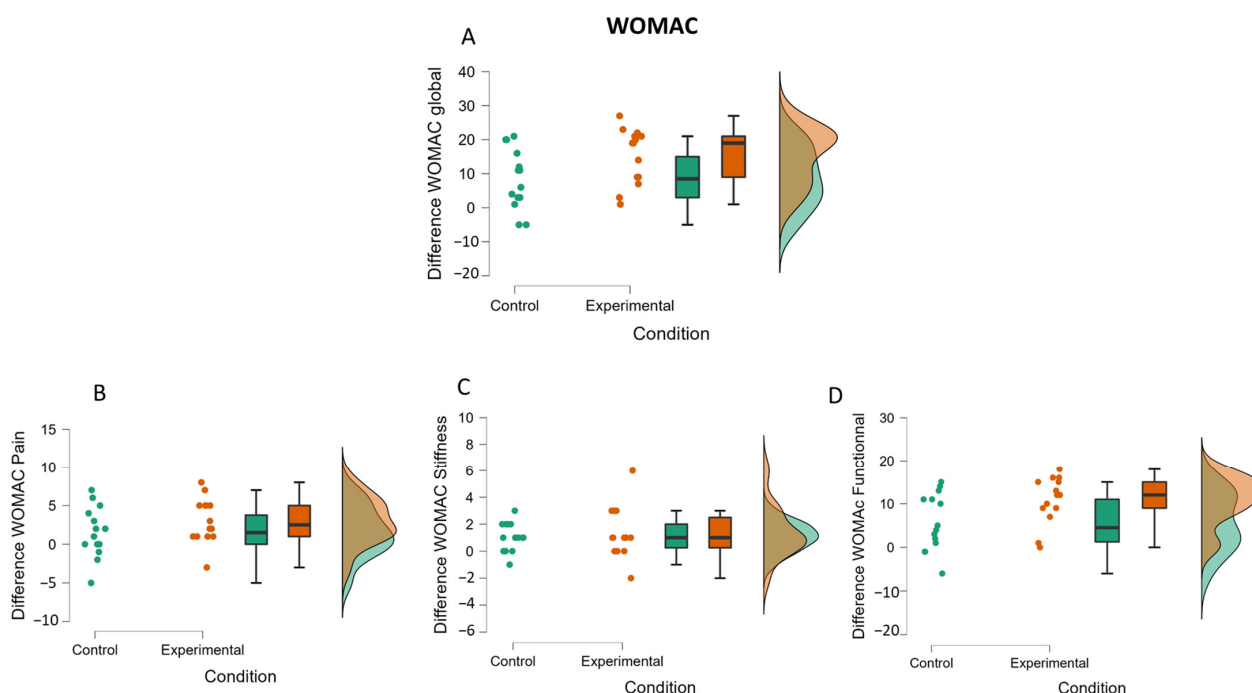 WOMAC
A
Difference WOMAC global
40
30
20
10
0
−10
−20
Control
Experimental
Condition
B
Difference WOMAC Pain
15
10
5
0
−5
−10
Control
Experimental
Condition
C
Difference WOMAC Stiffness
10
8
6
4
2
0
−2
−4
−6
Control
Experimental
Condition
D
Difference WOMAc Functionnal
30
20
10
0
−10
−20
Control
Experimental
Condition